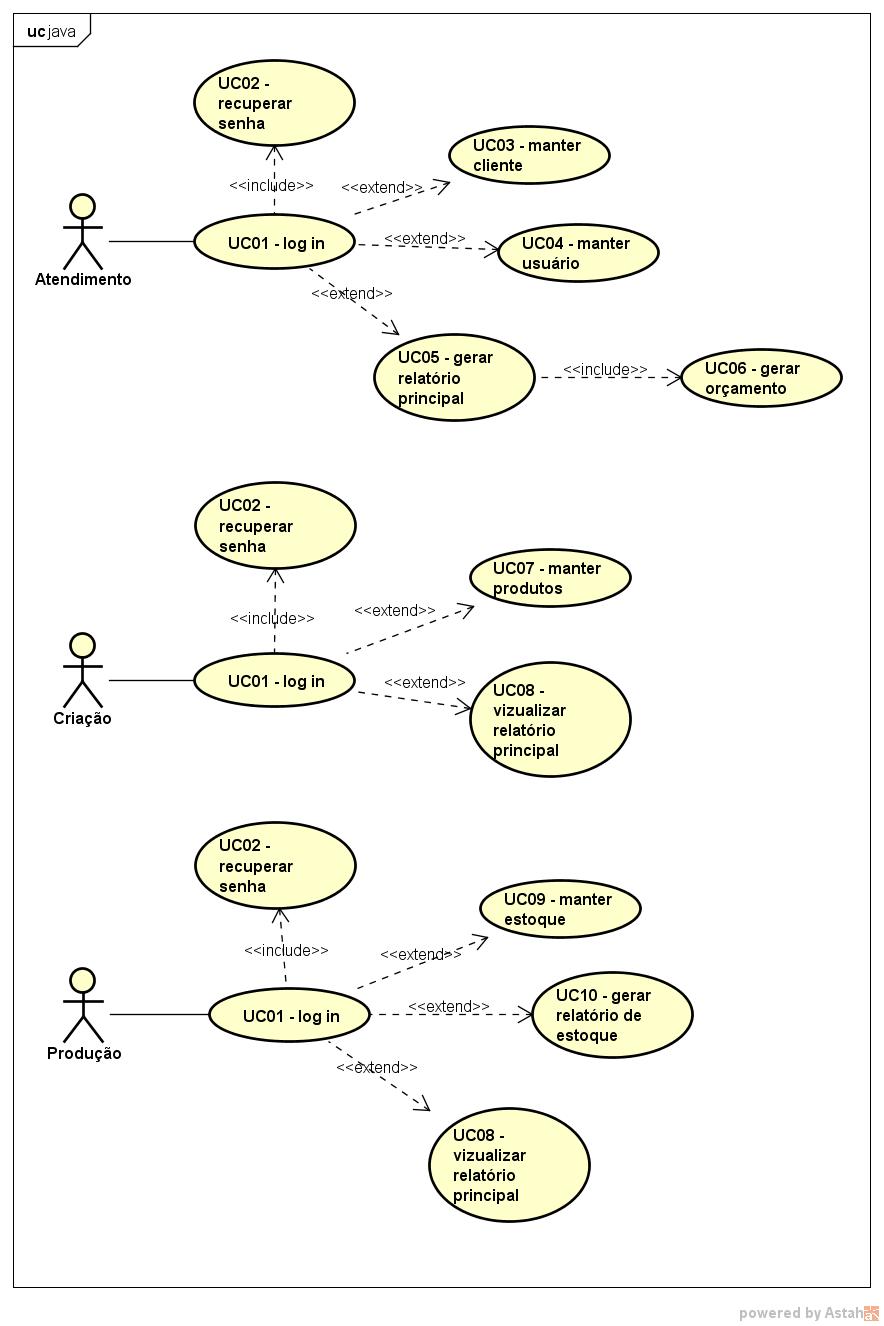 uc java
UC02 -
recuperar
senha
UC03 - manter
cliente
<<include>>
<<extend>>
UC01 - log in
<<extend>>
UC04 - manter
usuário
Atendimento
<<extend>>
UC05 - gerar
relatório
principal
<<include>>
UC06 - gerar
orçamento
UC02 -
recuperar
senha
UC07 - manter
produtos
<<include>>
<<extend>>
UC01 - log in
<<extend>>
UC08 -
vizualizar
relatório
principal
Criação
UC02 -
recuperar
senha
UC09 - manter
estoque
<<include>>
<<extend>>
UC01 - log in
<<extend>>
UC10 - gerar
relatório de
estoque
Produção
<<extend>>
UC08 -
vizualizar
relatório
principal
powered by Astah